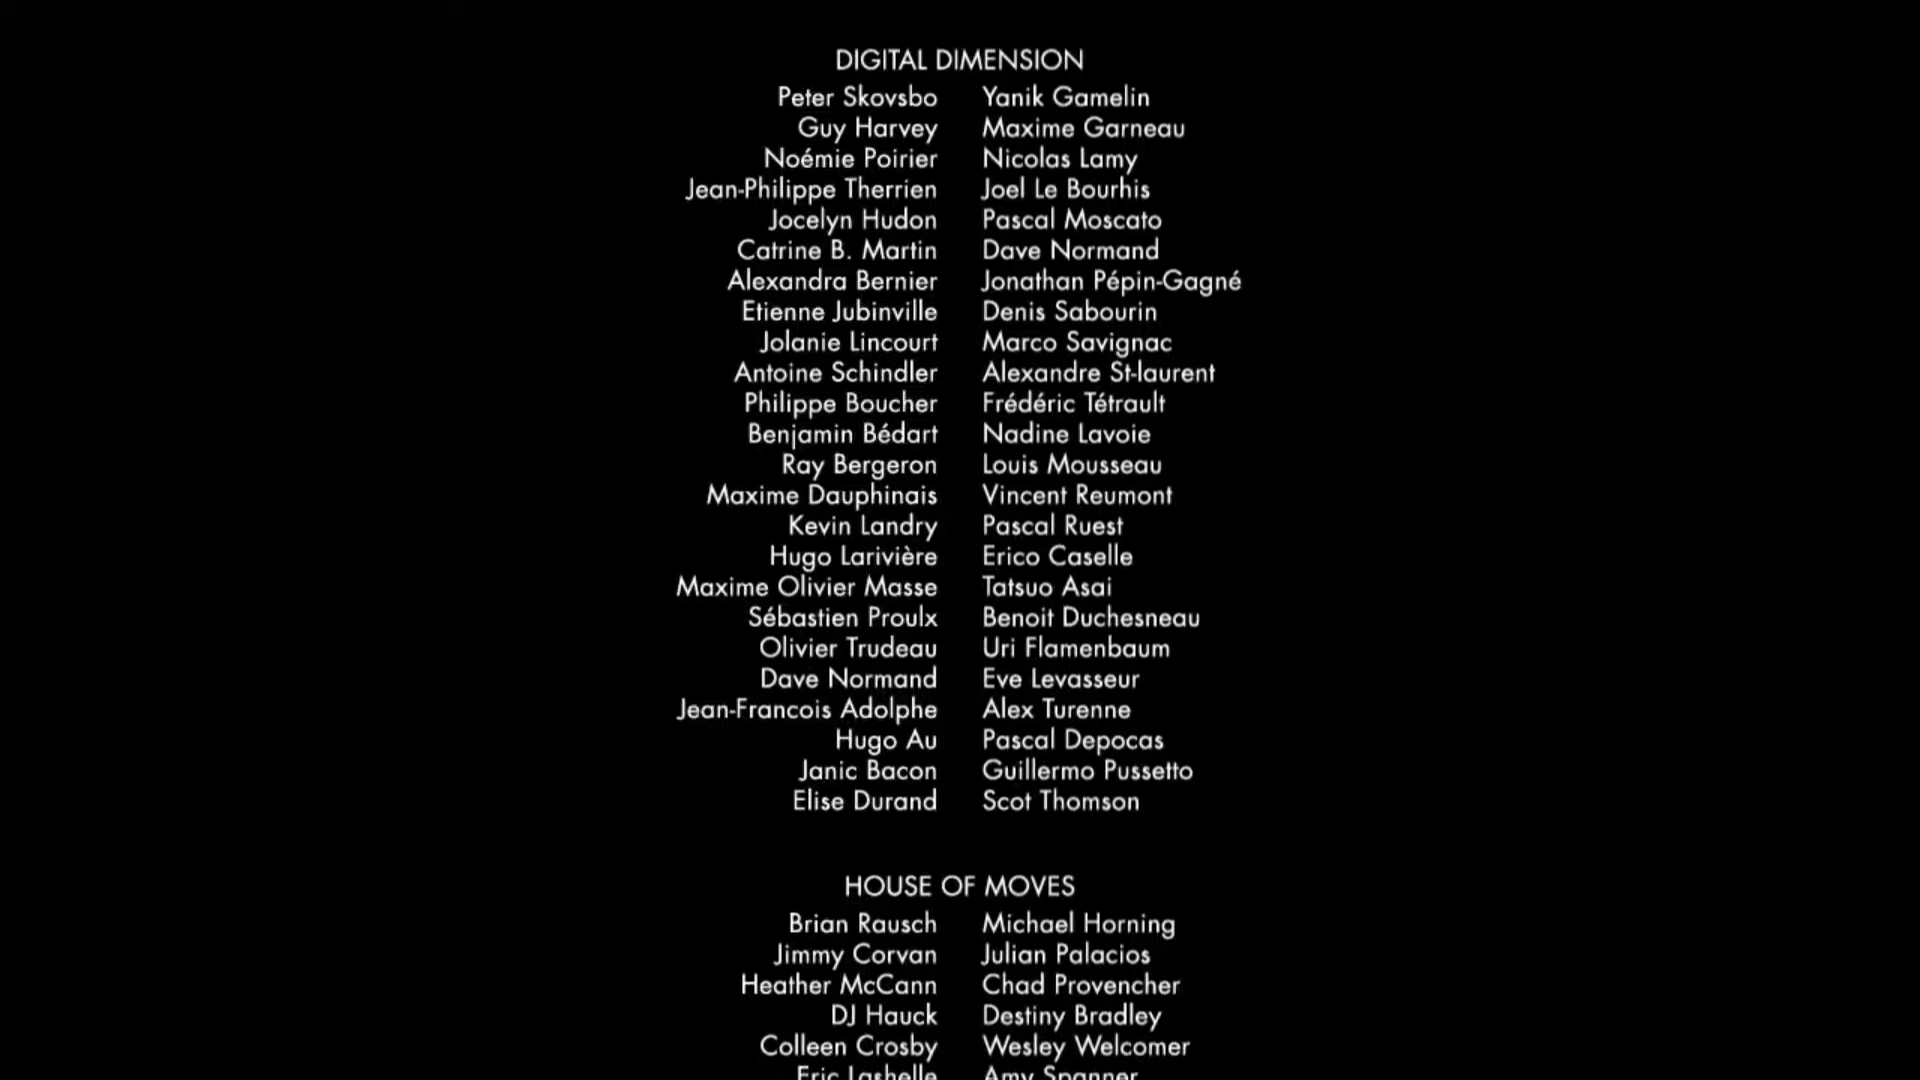 DIGITAL DIMENSION
Peter Skovsbo Yanik Gamelin
Guy Harvey Maxime Garneau
Noémie Poirier Nicolas Lamy
Jean-Philippe Therrien Joel Le Bourhis
Jocelyn Hudon Pascal Moscato
Catrine B. Martin Dave Normand
Alexandra Bernier Jonathan Pépin-Gagné
Etienne Jubinville Denis Sabourin
Jolanie Lincourt Marco Savignac
Antoine Schindler Alexandre St-laurent
Philippe Boucher Frédéric Tétrault
Benjamin Bédart Nadine Lavoie
Ray Bergeron Louis Mousseau
Maxime Dauphinais Vincent Reumont
Kevin Landry Pascal Ruest
Hugo Larivière Erico Caselle
Maxime Olivier Masse Tatsuo Asai
Sébastien Proulx Benoit Duchesneau
Olivier Trudeau Uri Flamenbaum
Dave Normand Eve Levasseur
Jean-Francois Adolphe Alex Turenne
Hugo Au Pascal Depocas
Janic Bacon Guillermo Pussetto
Elise Durand Scot Thomson
HOUSE OF MOVES
Brian Rausch Michael Horning
Jimmy Corvan Julian Palacios
Heather McCann Chad Provencher
DJ Hauck Destiny Bradley
Colleen Crosby Wesley Welcomer
Eric Lashelle Amy Spanner